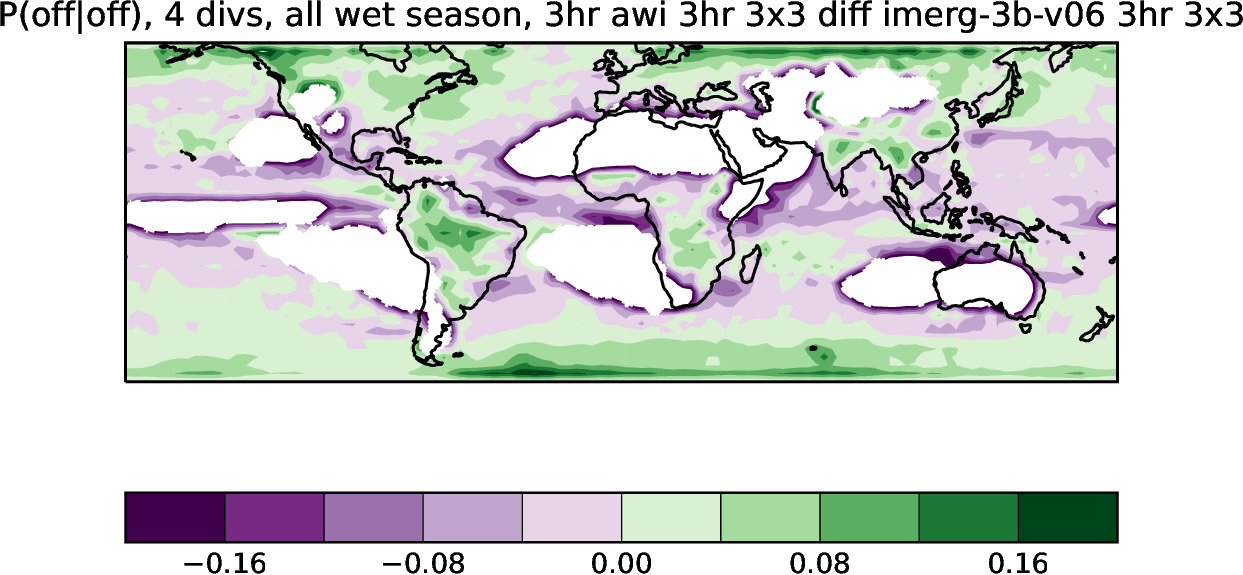 P(off|off), 4 divs, all wet season, 3hr awi 3hr 3x3 diff imerg-3b-v06 3hr 3x3
−0.16 −0.08 0.00 0.08 0.16